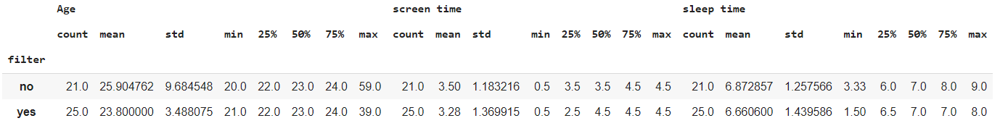 Age screen time sleep time
count mean std min 25% 50% 75% max count mean std min 25% 50% 75% max count mean std min 25% 50% 75% max
filter
no 21.0 25.904762 9.684548 20.0 22.0 23.0 24.0 59.0 21.0 3.50 1.183216 0.5 3.5 3.5 4.5 4.5 21.0 6.872857 1.257566 3.33 6.0 7.0 8.0 9.0
yes 25.0 23.800000 3.488075 21.0 22.0 23.0 24.0 39.0 25.0 3.28 1.369915 0.5 2.5 4.5 4.5 4.5 25.0 6.660600 1.439586 1.50 6.5 7.0 7.0 8.0